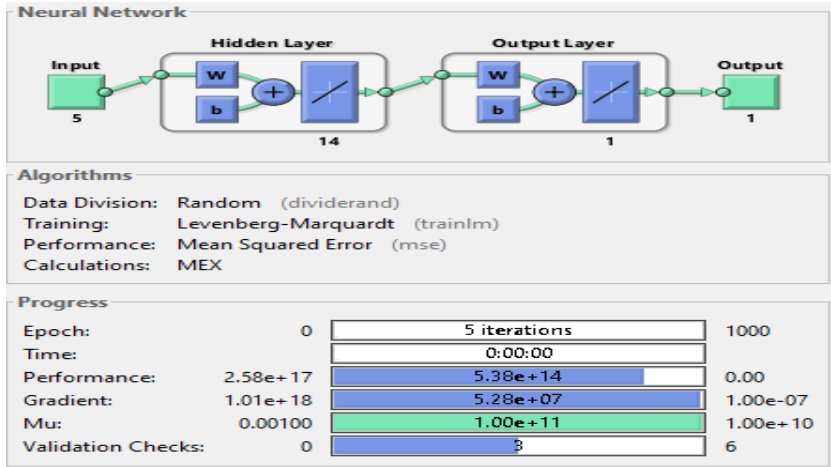 Neural Network
Hidden Layer Output Layer
Input Output
W W
+ +
b b
5 1
14 1
Algorithms
Data Division: Random (dividerand)
Training: Levenberg-Marquardt (trainlm)
Performance: Mean Squared Error (mse)
Calculations: MEX
Progress
Epoch: 0 5 iterations 1000
Time: 0:00:00
Performance: 2.58e+17 5.38e+14 0.00
Gradient: 1.01e+18 5.28e+07 1.00e-07
Mu: 0.00100 1.00e+11 1.00e+10
Validation Checks: 0 3 6